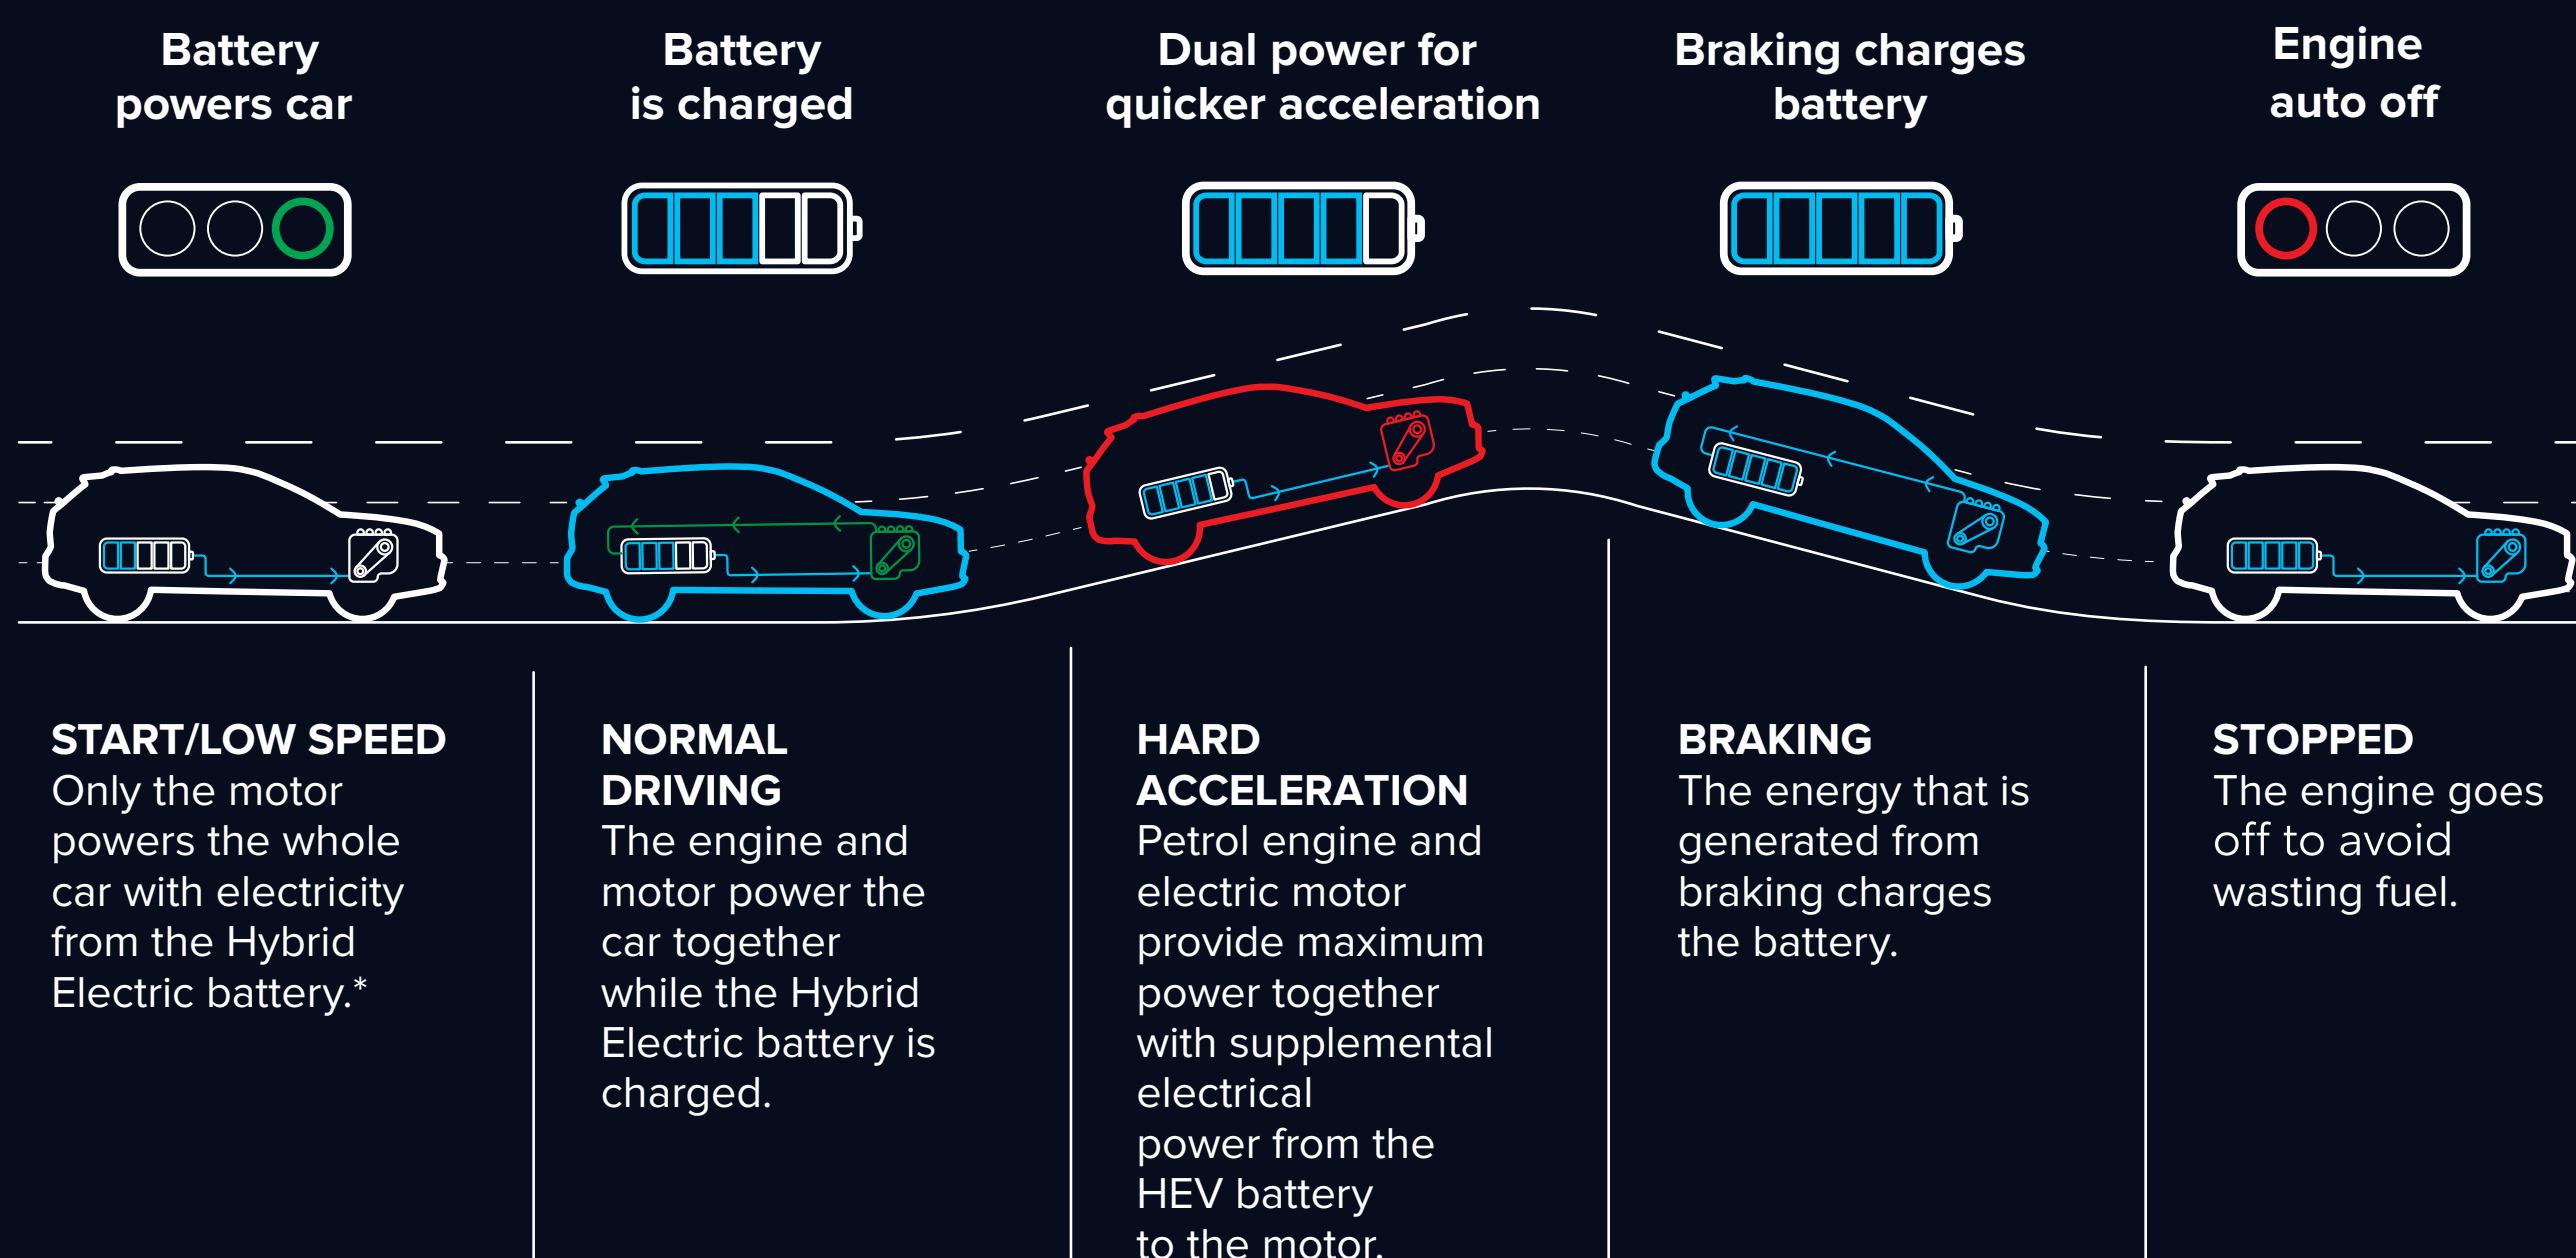 Battery
powers car
Battery
is charged
Dual power for
quicker acceleration
Braking charges
battery
Engine
auto off
START/LOW SPEED
Only the motor
powers the whole
car with electricity
from the Hybrid
Electric battery.*
NORMAL
DRIVING
The engine and
motor power the
car together
while the Hybrid
Electric battery is
charged.
HARD
ACCELERATION
Petrol engine and
electric motor
provide maximum
power together
with supplemental
electrical
power from the
HEV battery
to the motor.
BRAKING
The energy that is
generated from
braking charges
the battery.
STOPPED
The engine goes
off to avoid
wasting fuel.